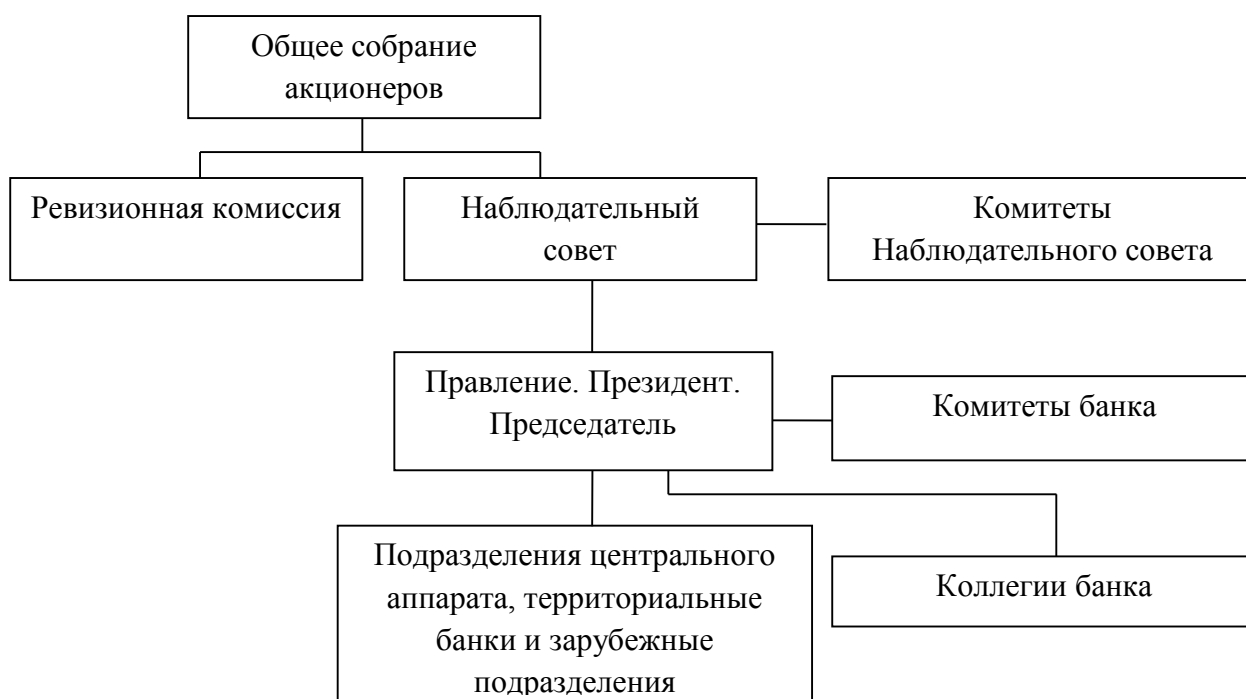 Общее собрание
акционеров
Ревизионная комиссия
Наблюдательный
совет
Комитеты
Наблюдательного совета
Правление. Президент.
Председатель
Комитеты банка
Подразделения центрального
аппарата, территориальные
банки и зарубежные
подразделения
Коллегии банка